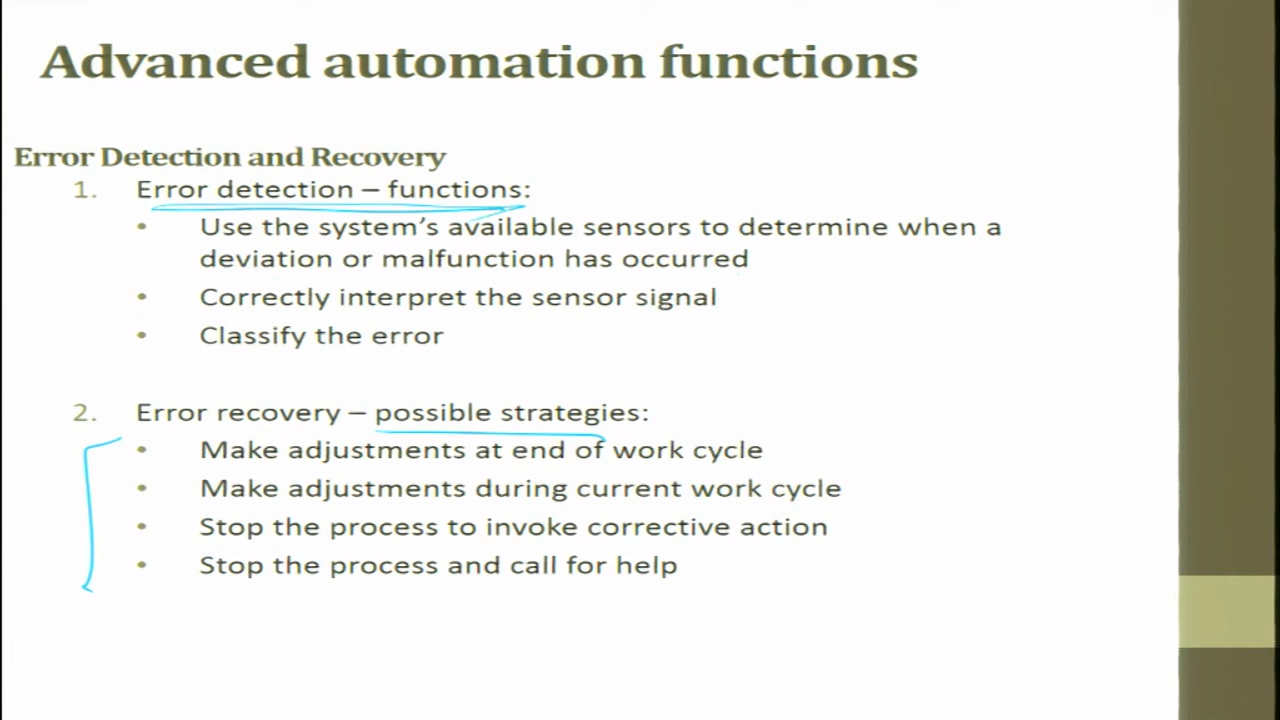 Advanced automation functions
Error Detection and Recovery
1. Error detection – functions:
• Use the system’s available sensors to determine when a
deviation or malfunction has occurred
• Correctly interpret the sensor signal
• Classify the error
2. Error recovery – possible strategies:
• Make adjustments at end of work cycle
• Make adjustments during current work cycle
• Stop the process to invoke corrective action
• Stop the process and call for help